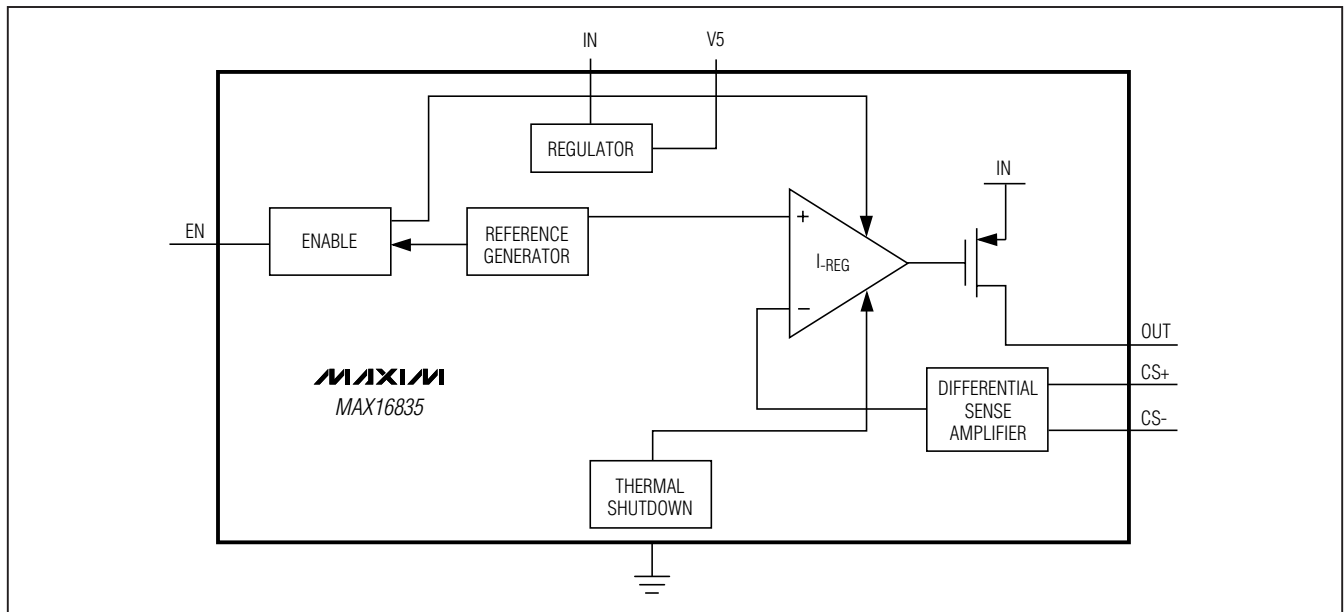 IN
V5
REGULATOR
IN
EN
ENABLE
REFERENCE
GENERATOR
+
I-REG
−
OUT
CS+
CS-
DIFFERENTIAL
SENSE
AMPLIFIER
MAXIM
MAX16835
THERMAL
SHUTDOWN